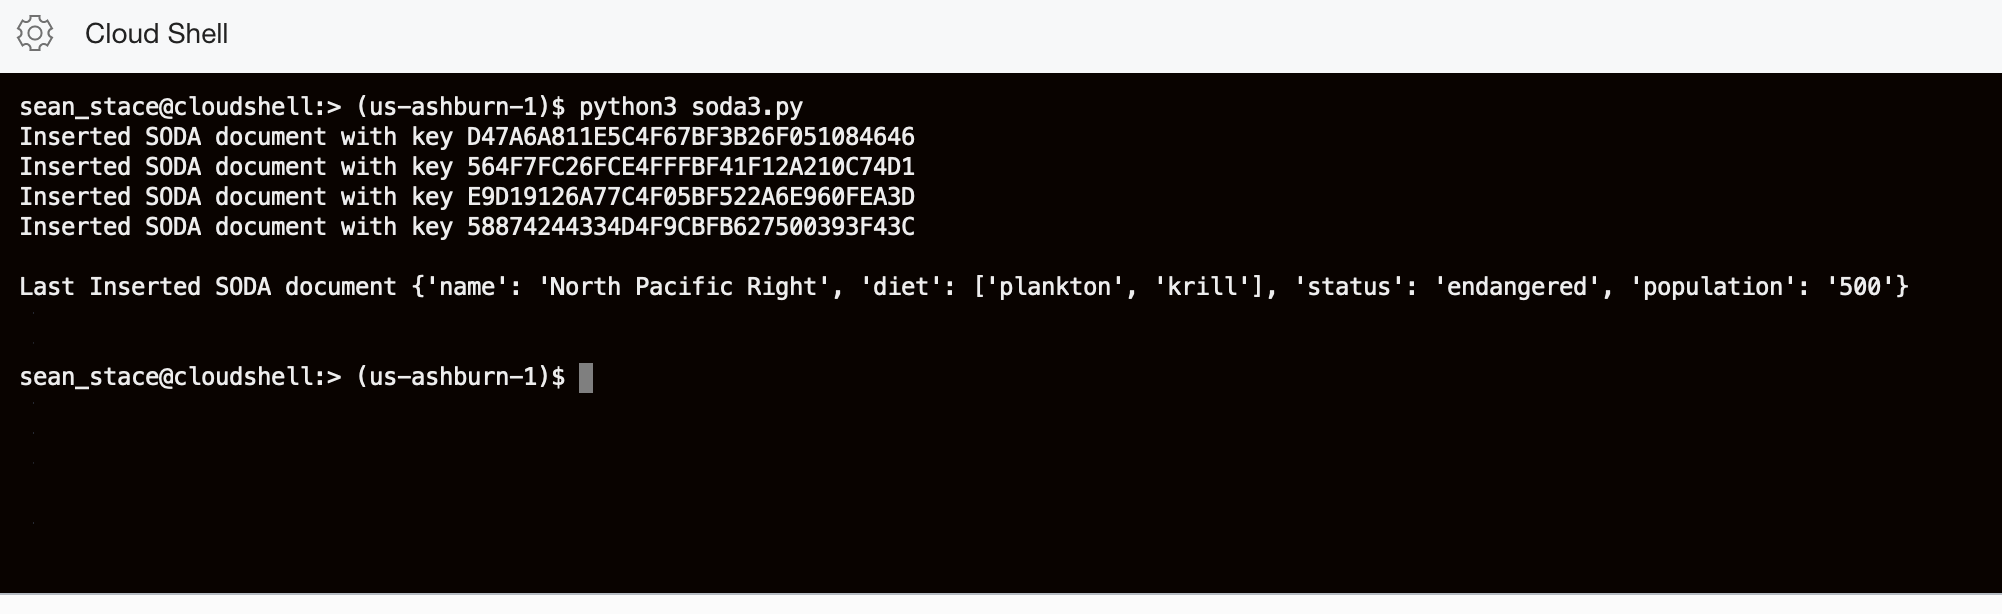 Cloud Shell
sean_stace@cloudshell:> (us-ashburn-1)$ python3 soda3.py
Inserted SODA document with key D47A6A811E5C4F67BF3B26F051084646
Inserted SODA document with key 564F7FC26FCE4FFFBF41F12A210C74D1
Inserted SODA document with key E9D19126A77C4F05BF522A6E960FEA3D
Inserted SODA document with key 58874244334D4F9CBFB627500393F43C
Last Inserted SODA document {'name': 'North Pacific Right', 'diet': ['plankton', 'krill'], 'status': 'endangered', 'population': '500'}
sean_stace@cloudshell:> (us-ashburn-1)$